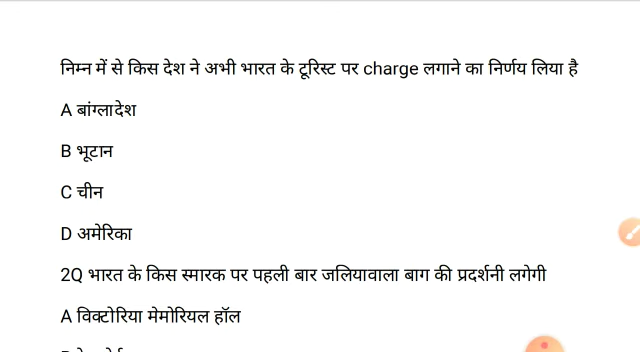 निम्न में से किस देश ने अभी भारत के टूरिस्ट पर charge लगाने का निर्णय लिया है
A बांग्लादेश
B भूटान
C चीन
D अमेरिका
2Q भारत के किस स्मारक पर पहली बार जलियावाला बाग की प्रदर्शनी लगेगी
A विक्टोरिया मेमोरियल हॉल